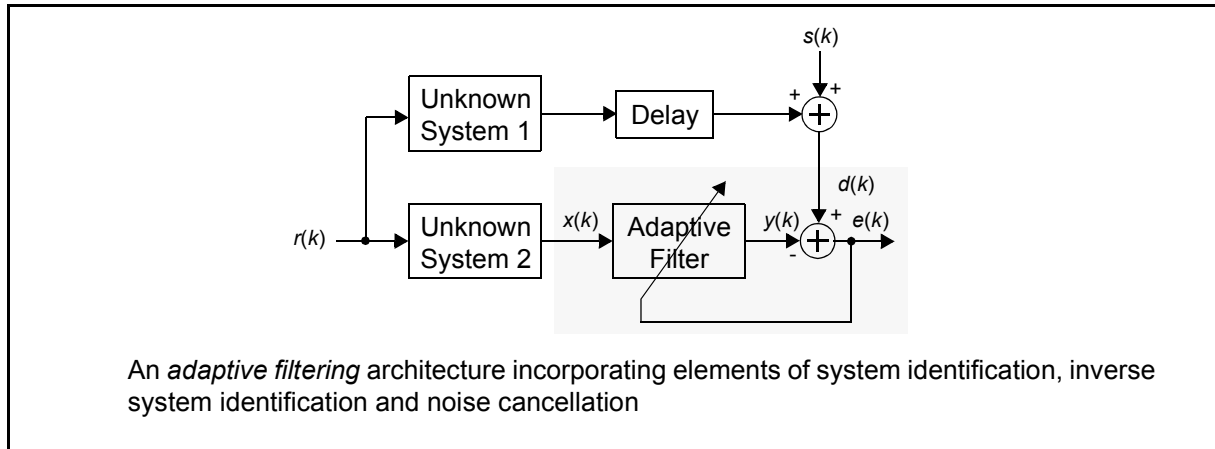 s(k)
Unknown
System 1
Delay
+
+
+
d(k)
r(k)
Unknown
System 2
x(k)
Adaptive
Filter
y(k)
+
-
+
e(k)
An adaptive filtering architecture incorporating elements of system identification, inverse
system identification and noise cancellation